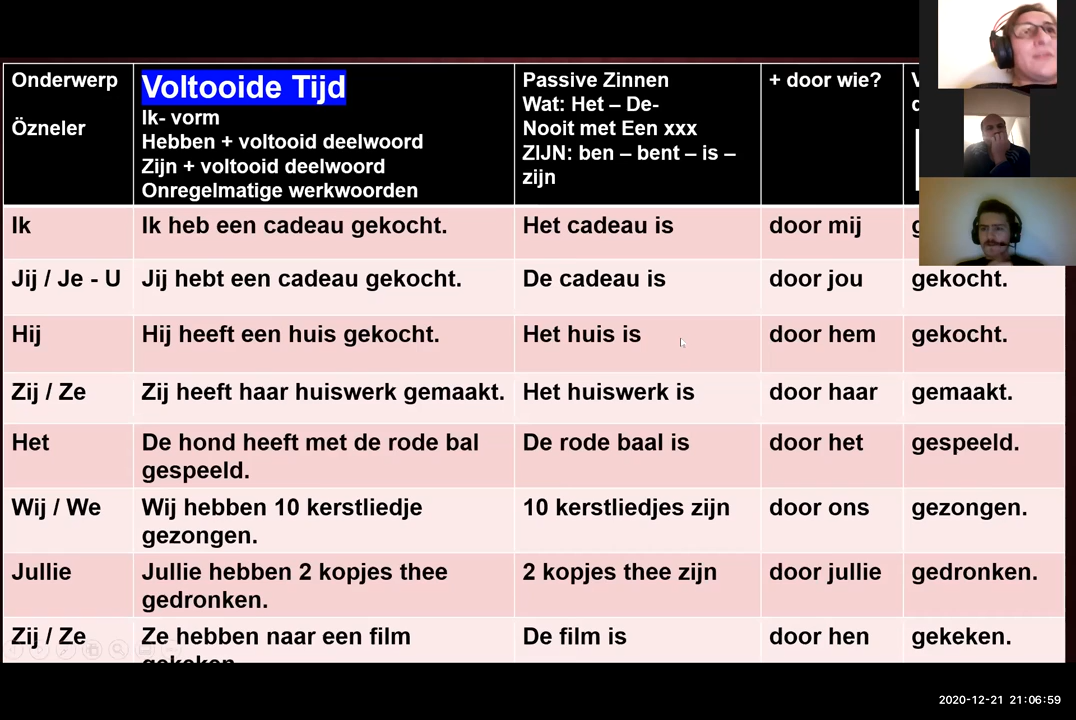 Onderwerp
Özneler
Voltooide Tijd
Ik- vorm
Hebben + voltooid deelwoord
Zijn + voltooid deelwoord
Onregelmatige werkwoorden
Passive Zinnen
Wat: Het – De-
Nooit met Een xxx
ZIJN: ben – bent – is –
zijn
+ door wie?
Ik
Ik heb een cadeau gekocht.
Het cadeau is
door mij
Jij / Je - U
Jij hebt een cadeau gekocht.
De cadeau is
door jou
gekocht.
Hij
Hij heeft een huis gekocht.
Het huis is
door hem
gekocht.
Zij / Ze
Zij heeft haar huiswerk gemaakt.
Het huiswerk is
door haar
gemaakt.
Het
De hond heeft met de rode bal
gespeeld.
De rode baal is
door het
gespeeld.
Wij / We
Wij hebben 10 kerstliedje
gezongen.
10 kerstliedjes zijn
door ons
gezongen.
Jullie
Jullie hebben 2 kopjes thee
gedronken.
2 kopjes thee zijn
door jullie
gedronken.
Zij / Ze
Ze hebben naar een film
gekeken.
De film is
door hen
gekeken.
2020-12-21 21:06:59